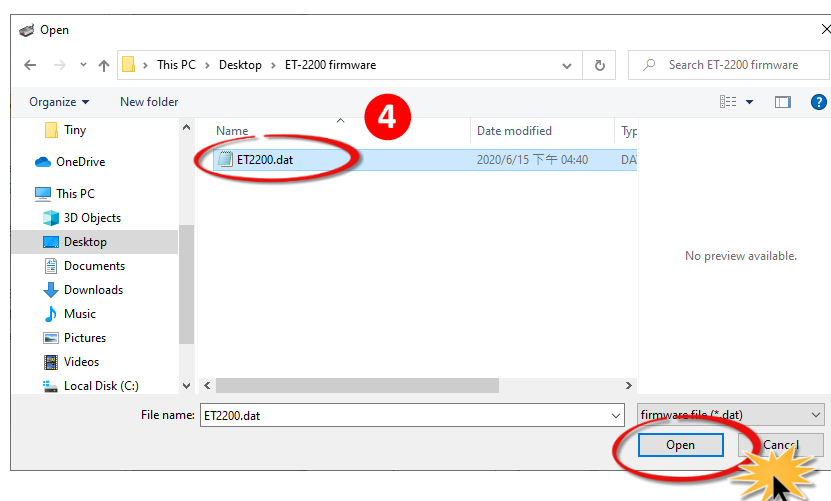 Open
This PC > Desktop > ET-2200 firmware
Search ET-2200 firmware
Organize
New folder
?
4
Name
Date modified
Typ
Tiny
ET2200.dat
2020/6/15 下午 04:40
DA
OneDrive
This PC
3D Objects
Desktop
Documents
Downloads
Music
Pictures
Videos
Local Disk (C:)
No preview available.
File name:
ET2200.dat
firmware file (*.dat)
Open
Cancel